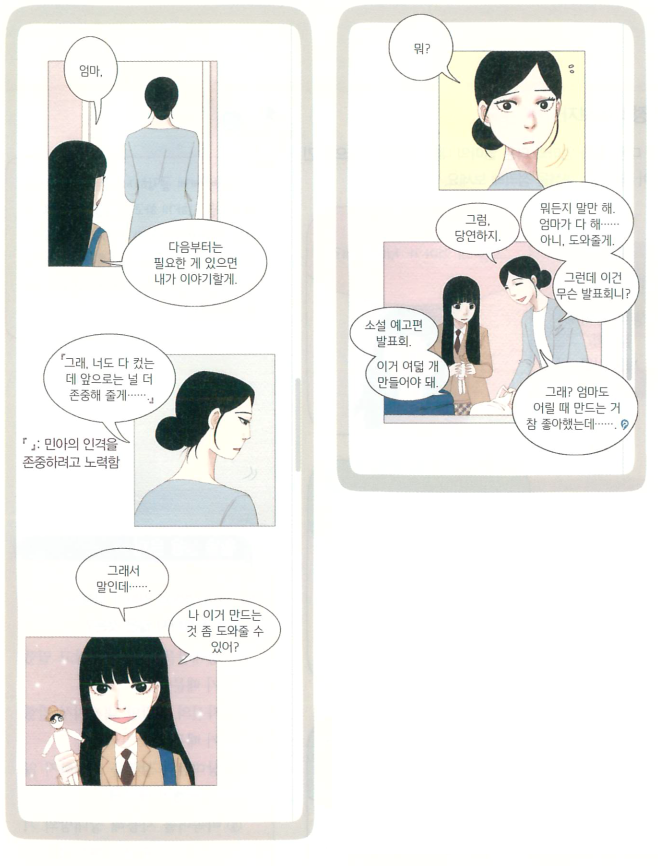 엄마,
다음부터는
필요한 게 있으면
내가 이야기할게.
『그래, 너도 다 컸는
데 앞으로는 널 더
존중해 줄게……』
『 』: 민아의 인격을
존중하려고 노력함
그래서
말인데…….
나 이거 만드는
것 좀 도와줄 수
있어?
뭐?
뭐든지 말만 해.
엄마가 다 해……
아니, 도와줄게.
그럼,
당연하지.
그런데 이건
무슨 발표회니?
소설 예고편
발표회.
이거 여덟 개
만들어야 돼.
그래? 엄마도
어릴 때 만드는 거
참 좋아했는데…….